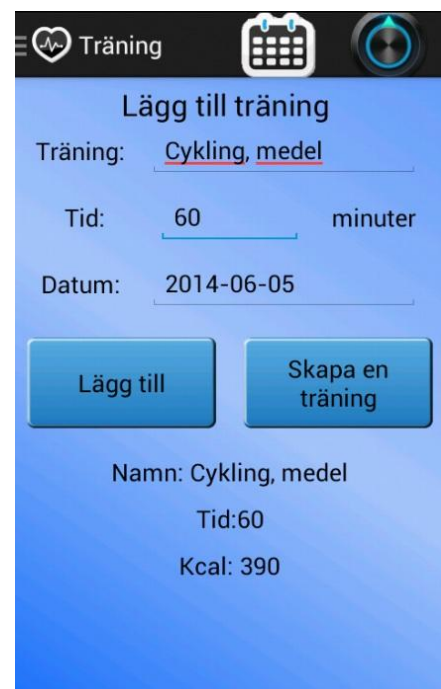 Träning
Lägg till träning
Träning: Cykling, medel
Tid: 60 minuter
Datum: 2014-06-05
Lägg till
Skapa en
träning
Namn: Cykling, medel
Tid:60
Kcal: 390